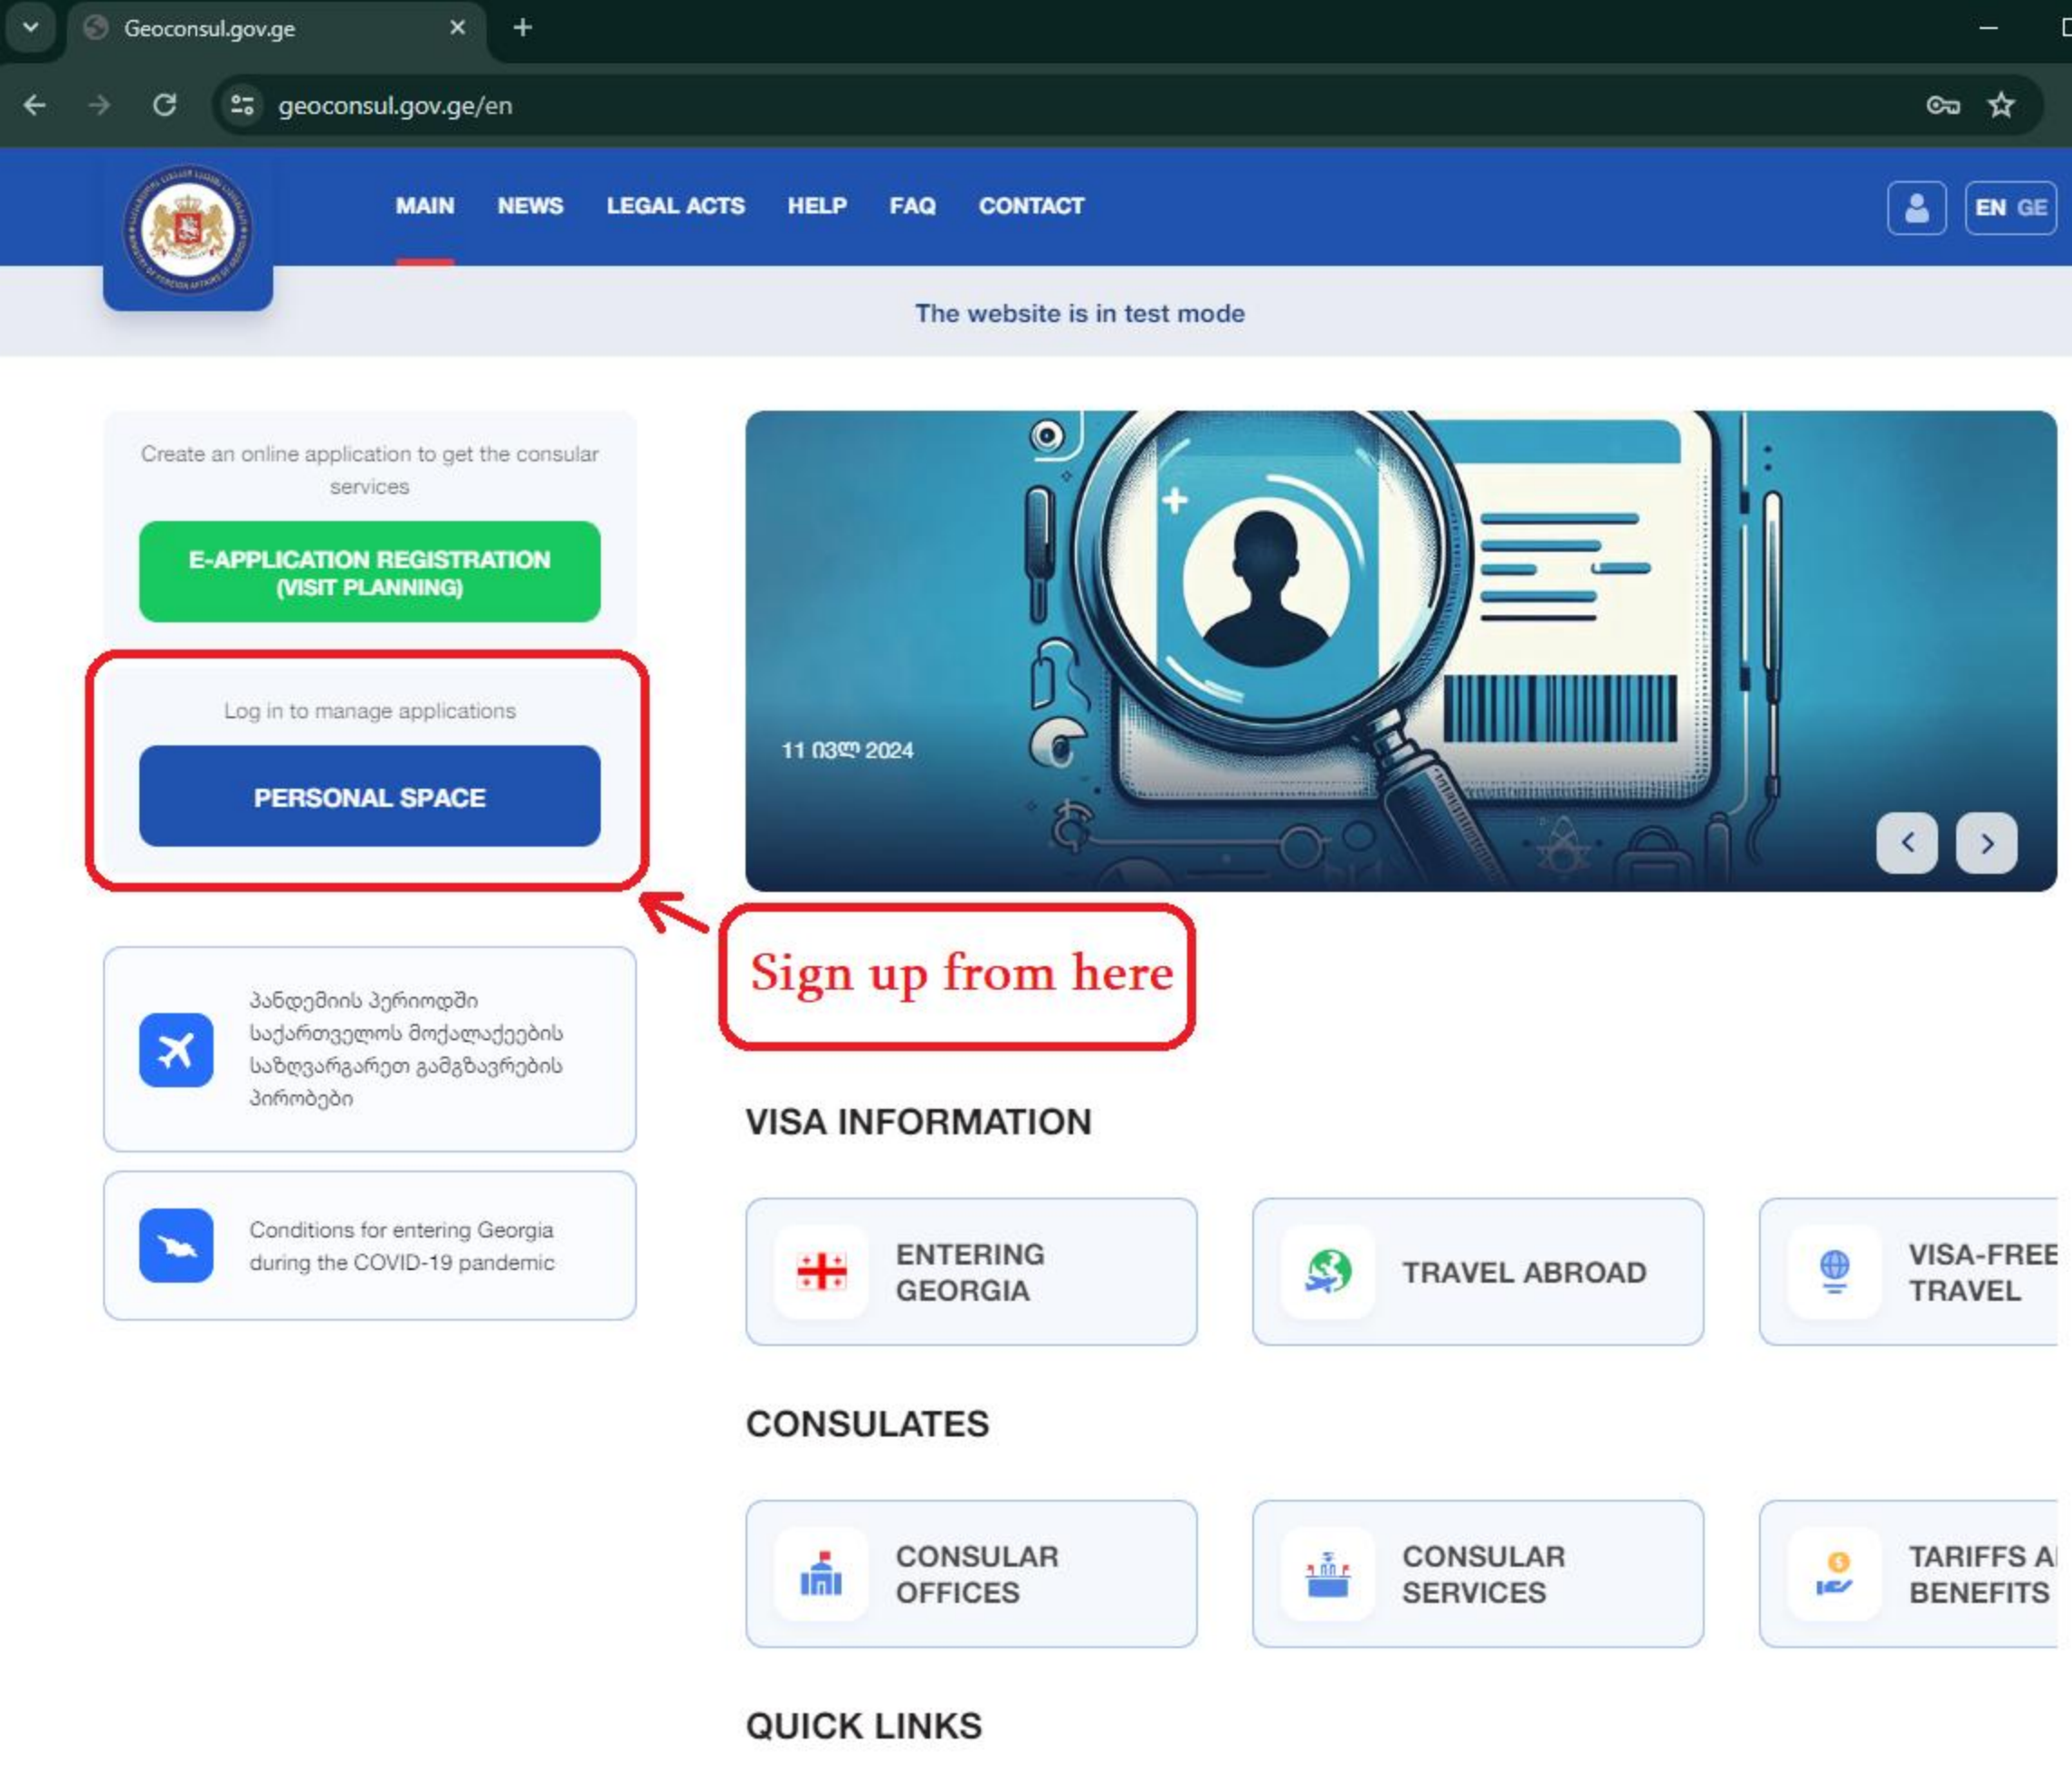 Geoconsul.gov.ge
geoconsul.gov.ge/en
MAIN NEWS LEGAL ACTS HELP FAQ CONTACT
EN GE
The website is in test mode
Create an online application to get the consular
services
E-APPLICATION REGISTRATION
(VISIT PLANNING)
Log in to manage applications
PERSONAL SPACE
11 ივლ 2024
Sign up from here
პანდემიის პერიოდში
საქართველოს მოქალაქეების
საზღვარგარეთ გამგზავრების
პირობები
Conditions for entering Georgia
during the COVID-19 pandemic
VISA INFORMATION
ENTERING
GEORGIA
TRAVEL ABROAD
VISA-FREE
TRAVEL
CONSULATES
CONSULAR
OFFICES
CONSULAR
SERVICES
TARIFFS
BENEFITS
QUICK LINKS